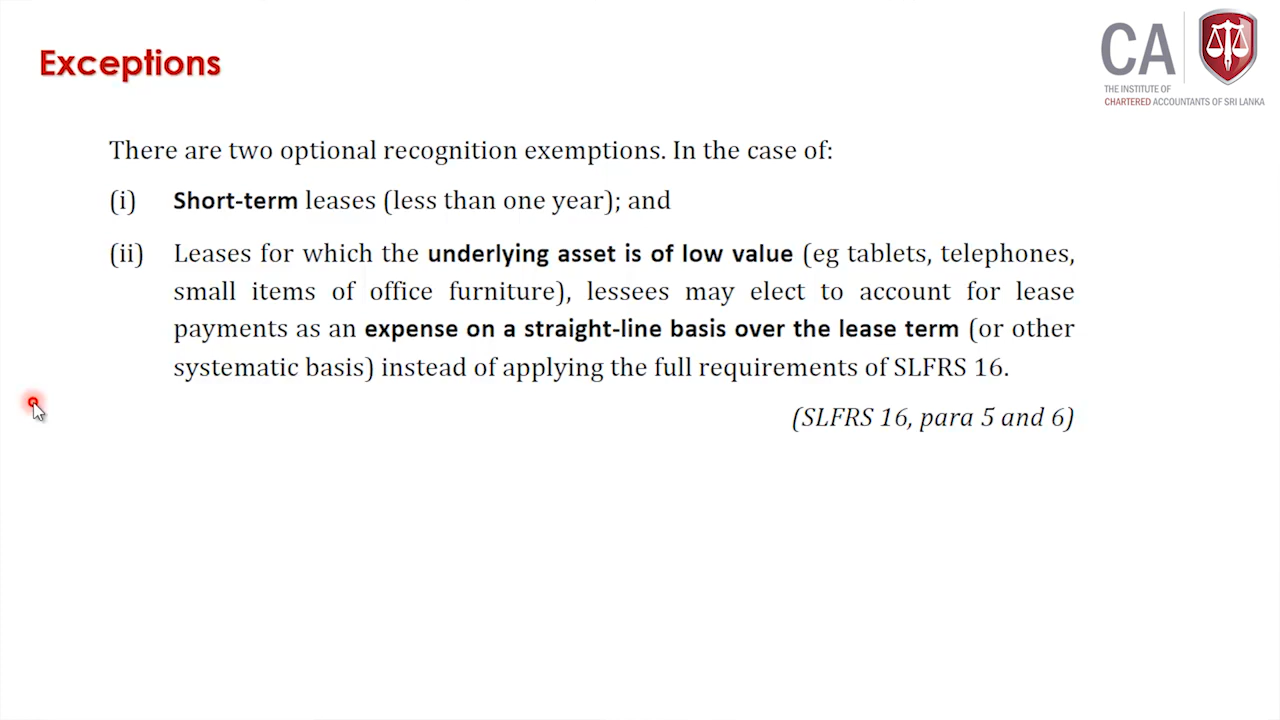 Exceptions
CA
THE INSTITUTE OF
CHARTERED ACCOUNTANTS OF SRI LANKA
There are two optional recognition exemptions. In the case of:
(i) Short-term leases (less than one year); and
(ii) Leases for which the underlying asset is of low value (eg tablets, telephones,
small items of office furniture), lessees may elect to account for lease
payments as an expense on a straight-line basis over the lease term (or other
systematic basis) instead of applying the full requirements of SLFRS 16.
(SLFRS 16, para 5 and 6)